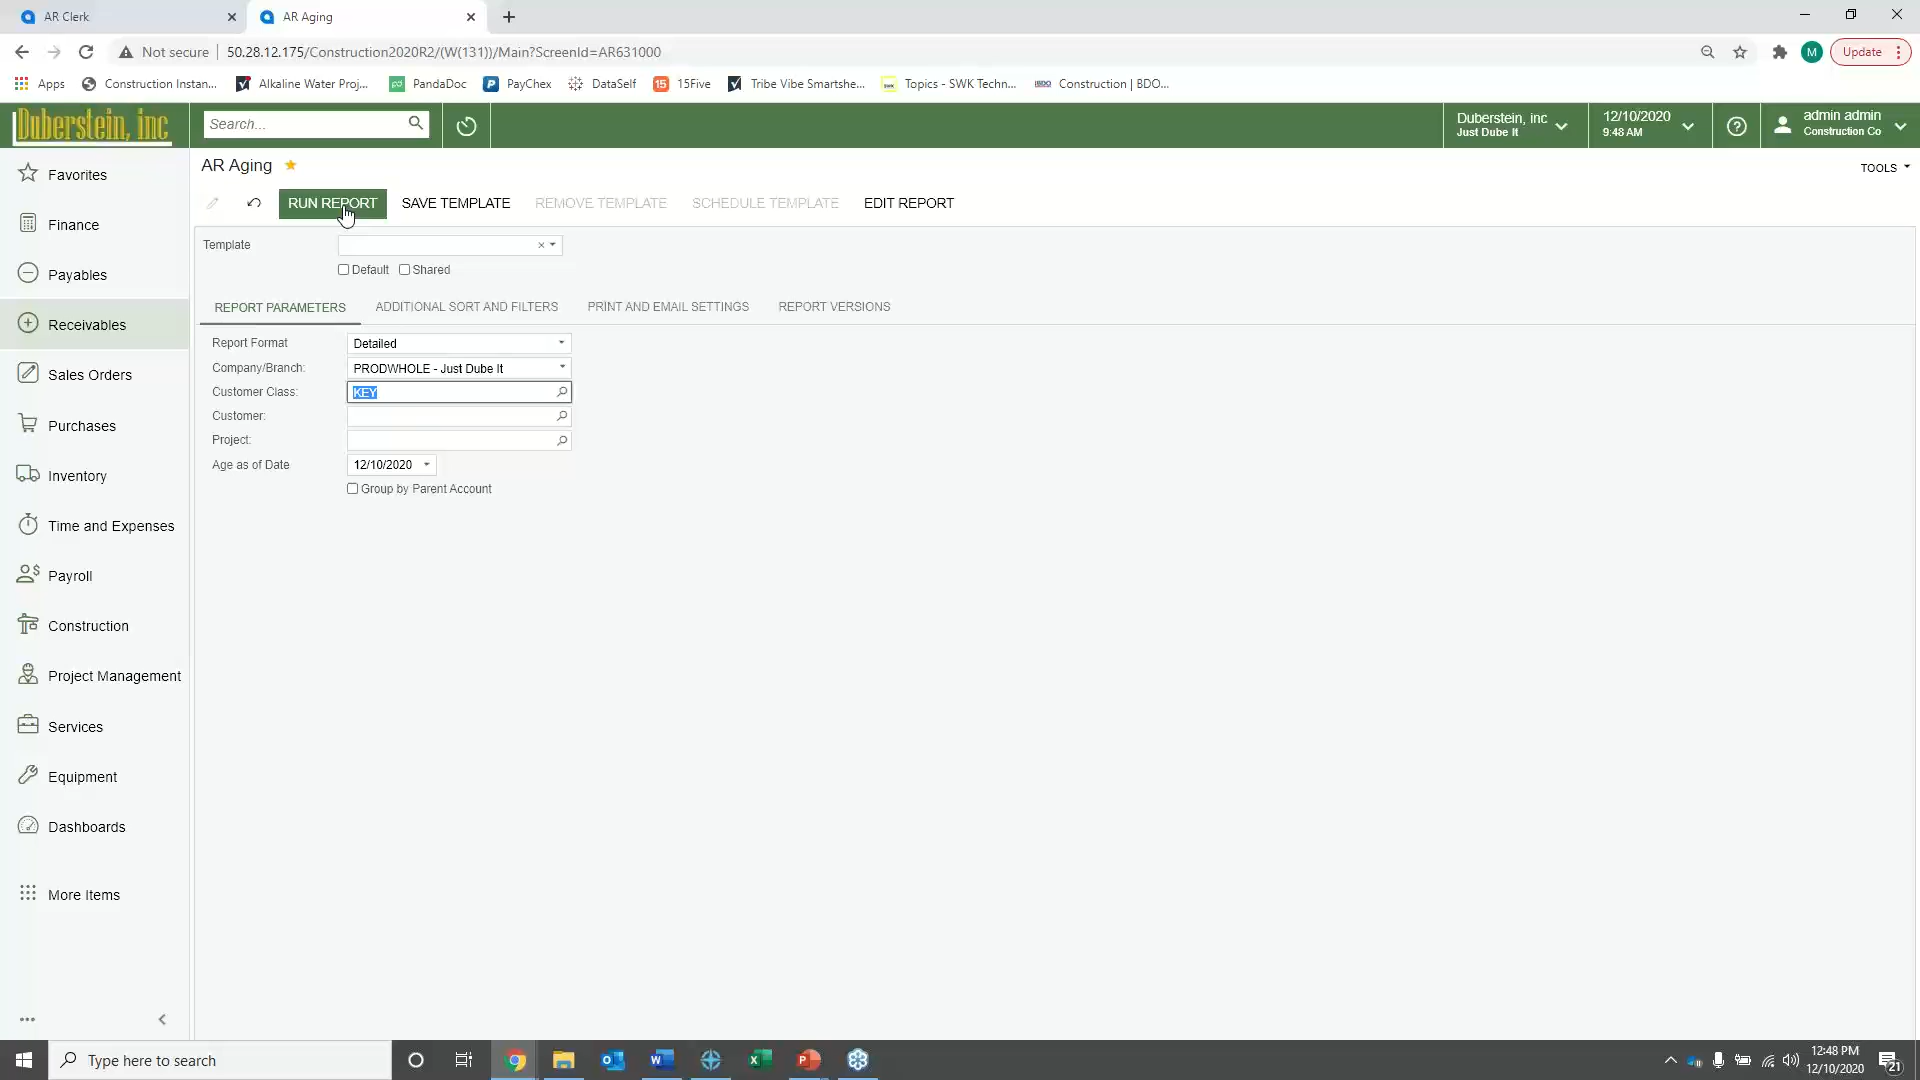 AR Clerk
AR Aging
Not secure
50.28.12.175/Construction2020R2/(W(131))/Main?ScreenId=AR631000
M
Update
Apps
Construction Instan...
Alkaline Water Proj...
PandaDoc
PayChex
DataSelf
15Five
Tribe Vibe Smartshe...
Topics - SWK Techn...
Construction | BDO...
Duberstein, inc
Search...
Duberstein, inc
Just Dube It
12/10/2020
9:48 AM
admin admin
Construction Co
Favorites
Finance
Payables
Receivables
Sales Orders
Purchases
Inventory
Time and Expenses
Payroll
Construction
Project Management
Services
Equipment
Dashboards
More Items
AR Aging
TOOLS
RUN REPORT
SAVE TEMPLATE
REMOVE TEMPLATE
SCHEDULE TEMPLATE
EDIT REPORT
Template
Default
Shared
REPORT PARAMETERS
ADDITIONAL SORT AND FILTERS
PRINT AND EMAIL SETTINGS
REPORT VERSIONS
Report Format
Detailed
Company/Branch:
PRODWHOLE - Just Dube It
Customer Class:
KEY
Customer:
Project:
Age as of Date
12/10/2020
Group by Parent Account
Type here to search
12:48 PM
12/10/2020
21